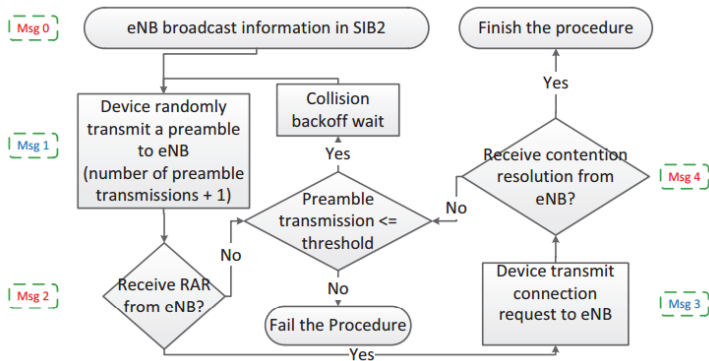 Msg 0
eNB broadcast information in SIB2
Finish the procedure
Yes
Msg 1
Device randomly
transmit a preamble
to eNB
(number of preamble
transmissions + 1)
Collision
backoff wait
Yes
Receive contention
resolution from
eNB?
Msg 4
No
Preamble
transmission <=
threshold
No
Msg 2
Receive RAR
from eNB?
No
Fail the Procedure
Device transmit
connection
request to eNB
Msg 3
Yes